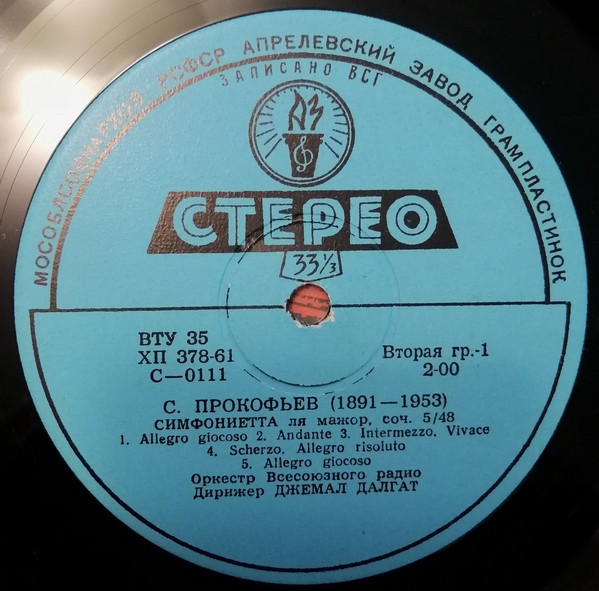 МОСОБЛСОВНАРХОЗ РСФСР АПРЕЛЕВСКИЙ ЗАВОД ГРАМПЛАСТИНОК
ЗАПИСАНО ВСГ
АЗ
СТЕРЕО
33 1/3
ВТУ 35
ХП 378-61
С—0111
Вторая гр.-1
2-00
С. ПРОКОФЬЕВ (1891—1953)
СИМФОНИЕТТА ля мажор, соч. 5/48
1. Allegro giocoso 2. Andante 3. Intermezzo. Vivace
4. Scherzo. Allegro risoluto
5. Allegro giocoso
Оркестр Всесоюзного радио
Дирижер ДЖЕМАЛ ДАЛГАТ